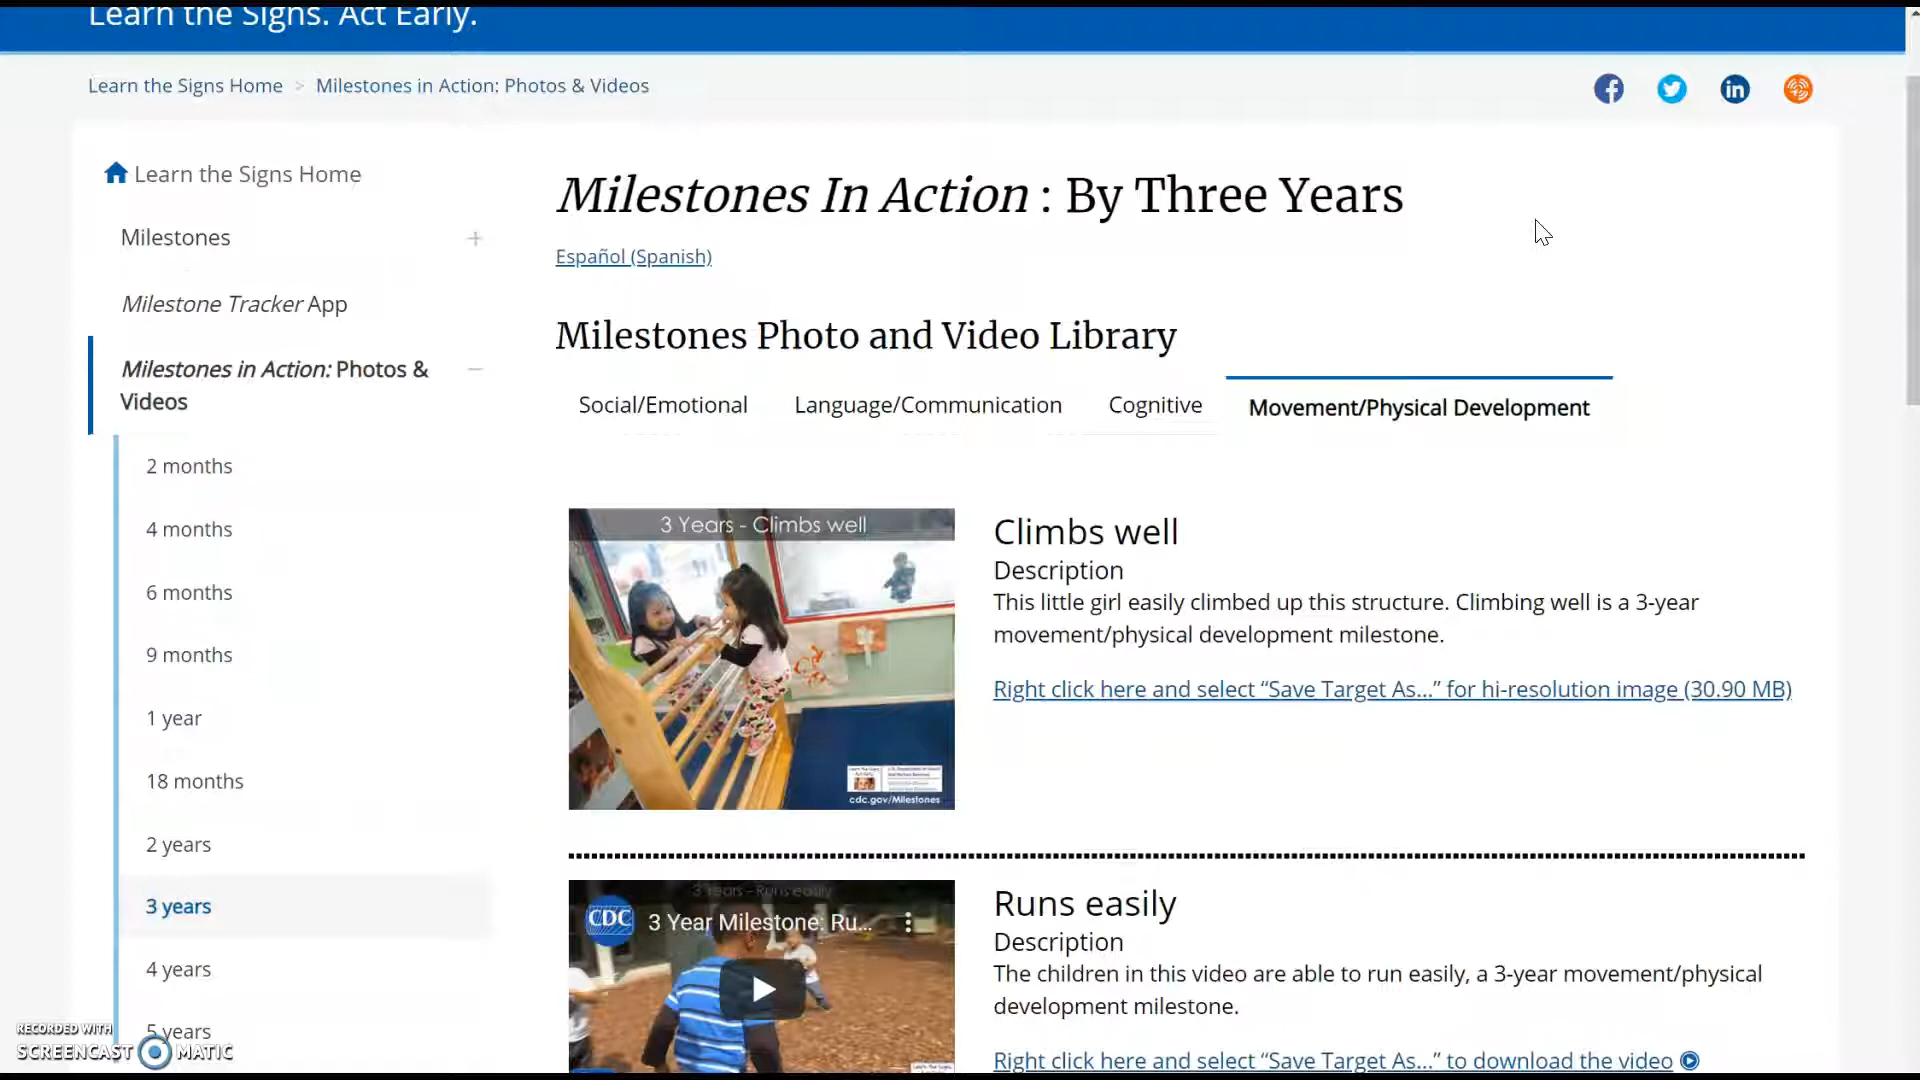 Learn the Signs. Act Early.
Learn the Signs Home > Milestones in Action: Photos & Videos
Learn the Signs Home
Milestones
Milestone Tracker App
Milestones in Action: Photos &
Videos
2 months
4 months
6 months
9 months
1 year
18 months
2 years
3 years
4 years
5 years
Milestones In Action : By Three Years
Español (Spanish)
Milestones Photo and Video Library
Social/Emotional
Language/Communication
Cognitive
Movement/Physical Development
3 Years - Climbs well
cdc.gov/Milestones
Climbs well
Description
This little girl easily climbed up this structure. Climbing well is a 3-year
movement/physical development milestone.
Right click here and select “Save Target As…” for hi-resolution image (30.90 MB)
3 Years - Runs easily
CDC
3 Year Milestone: Ru...
Runs easily
Description
The children in this video are able to run easily, a 3-year movement/physical
development milestone.
Right click here and select “Save Target As…” to download the video
RECORDED WITH
SCREENCAST MATIC